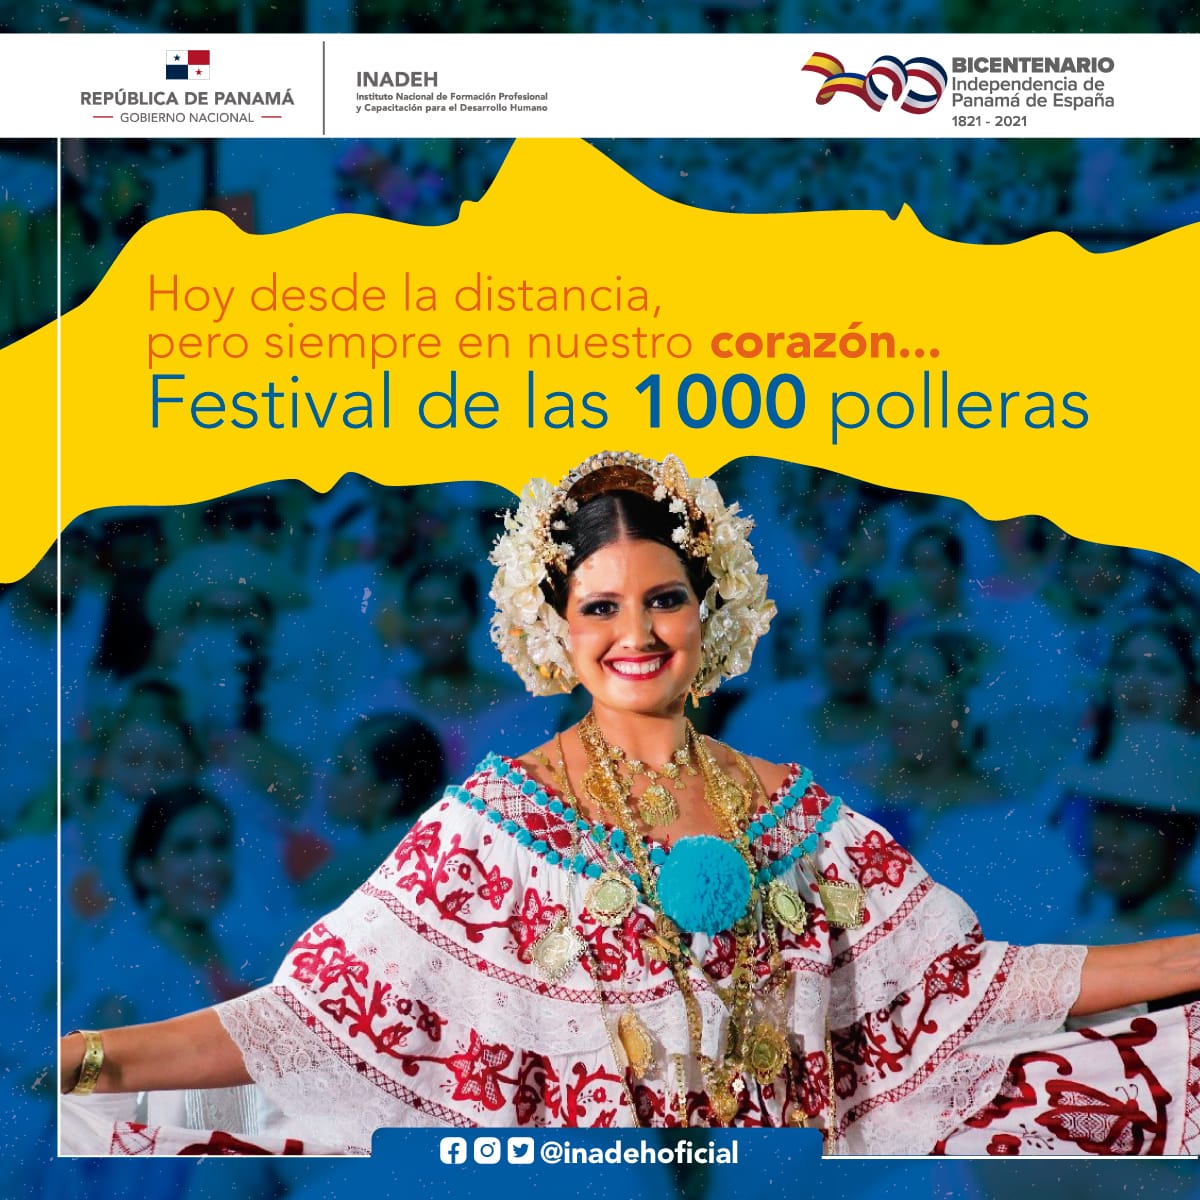 REPÚBLICA DE PANAMÁ
GOBIERNO NACIONAL
INADEH
Instituto Nacional de Formación Profesional
y Capacitación para el Desarrollo Humano
BICENTENARIO
Independencia de
Panamá de España
1821 - 2021
Hoy desde la distancia,
pero siempre en nuestro corazón...
Festival de las 1000 polleras
@inadehoficial